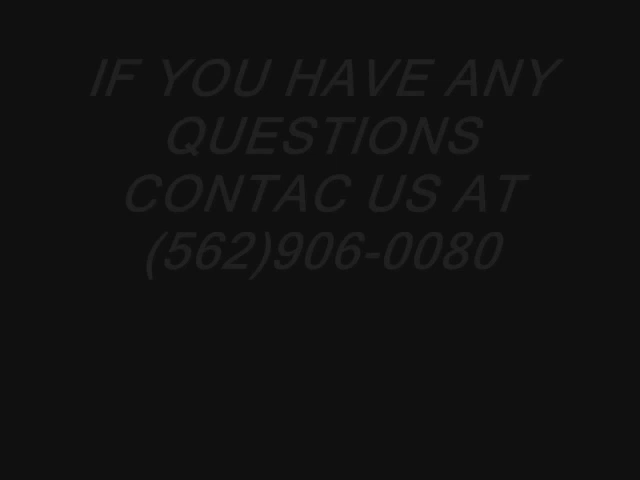 IF YOU HAVE ANY
QUESTIONS
CONTAC US AT
(562)906-0080